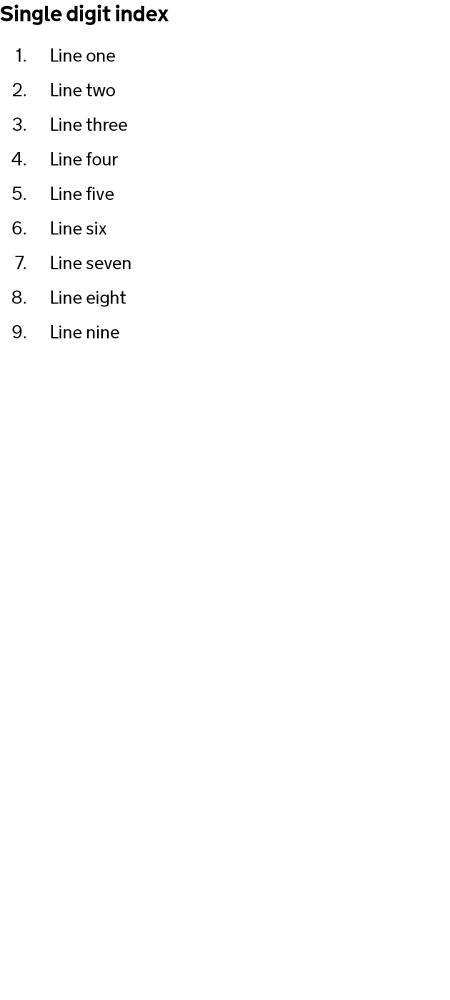 Single digit index
1. Line one
2. Line two
3. Line three
4. Line four
5. Line five
6. Line six
7. Line seven
8. Line eight
9. Line nine